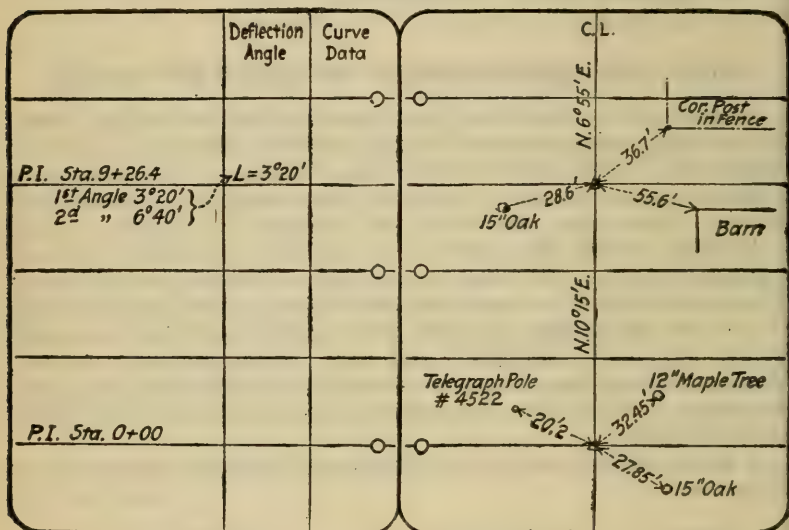 Deflection
Angle
Curve
Data
P.I. Sta. 9+26.4
L=3°20'
1st Angle 3°20'
2d „ 6°40'
P.I. Sta. 0+00
C.L.
N.6°55'E.
Cor. Post
in Fence
36.7'
28.6'
55.6'
15"Oak
Barn
N.10°15'E.
Telegraph Pole
# 4522
12"Maple Tree
20'.2
32.45'
27.85'
15"Oak